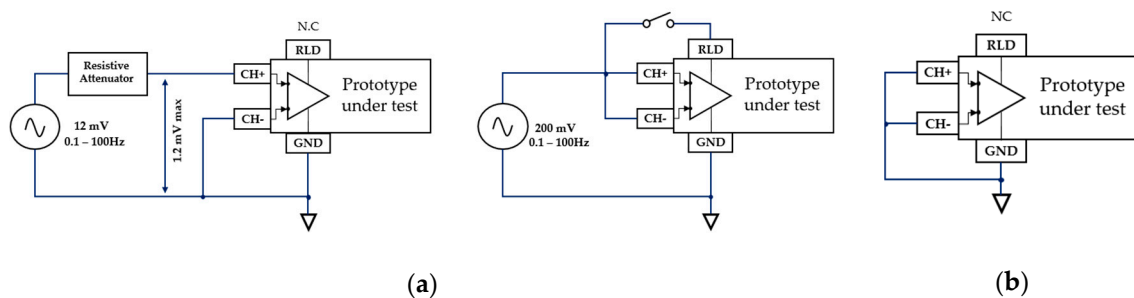 N.C
RLD
Resistive
Attenuator
CH+
Prototype
under test
CH-
12 mV
0.1 – 100Hz
1.2 mV max
GND
RLD
CH+
Prototype
under test
CH-
200 mV
0.1 – 100Hz
GND
NC
RLD
CH+
Prototype
under test
CH-
GND
(a)
(b)